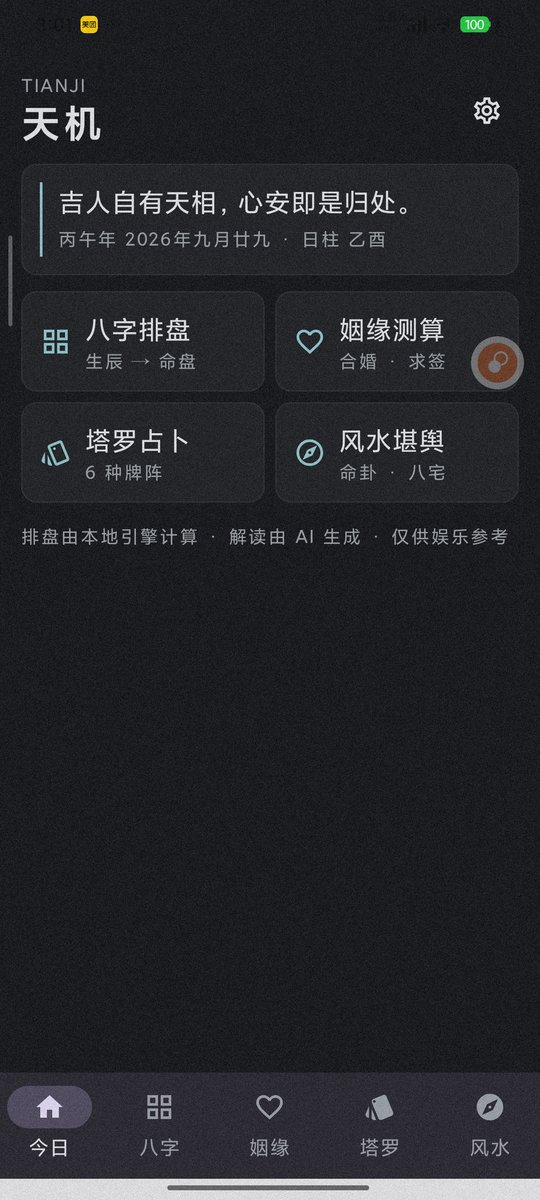 美团
100
TIANJI
天机
吉人自有天相，心安即是归处。
丙午年 2026年九月廿九 · 日柱 乙酉
八字排盘
生辰 → 命盘
姻缘测算
合婚 · 求签
塔罗占卜
6 种牌阵
风水堪舆
命卦 · 八宅
排盘由本地引擎计算 · 解读由 AI 生成 · 仅供娱乐参考
今日
八字
姻缘
塔罗
风水